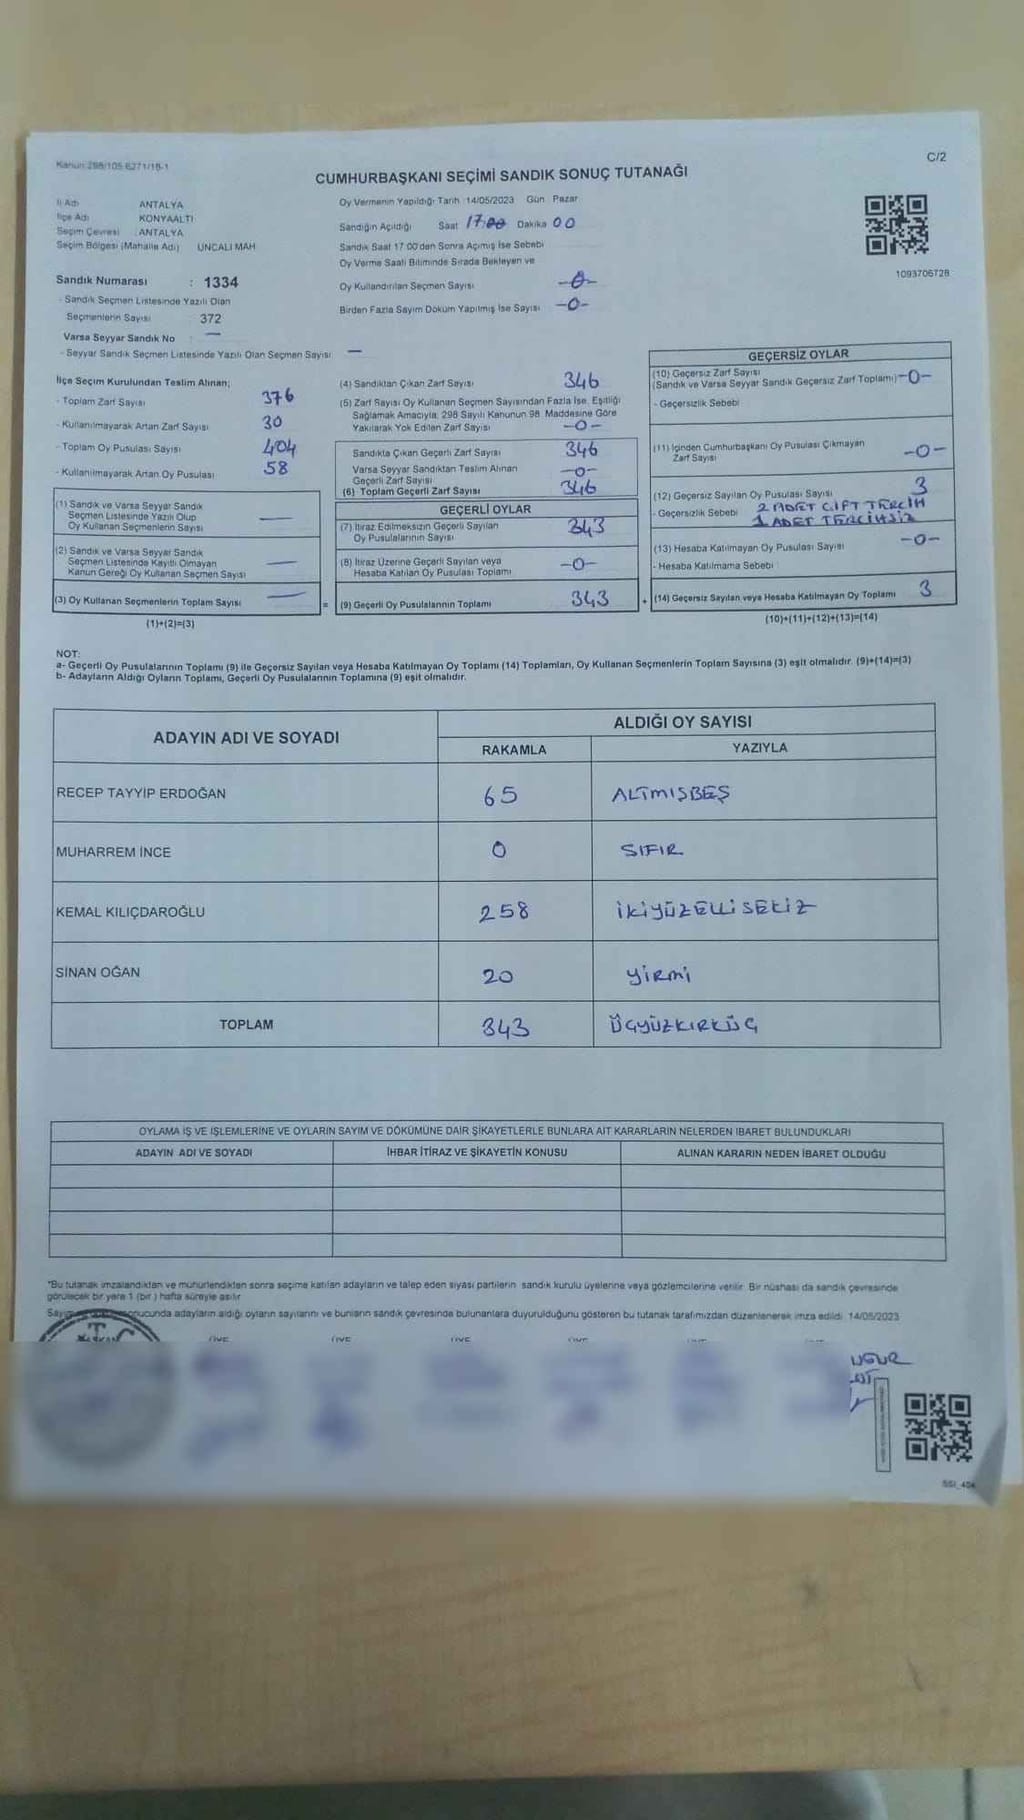 Kanun 298/105-6271/18-1
C/2
CUMHURBAŞKANI SEÇİMİ SANDIK SONUÇ TUTANAĞI
İl Adı ANTALYA
İlçe Adı KONYAALTI
Seçim Çevresi : ANTALYA
Seçim Bölgesi (Mahalle Adı) UNCALI MAH
Sandık Numarası : 1334
- Sandık Seçmen Listesinde Yazılı Olan
Seçmenlerin Sayısı 372
Varsa Seyyar Sandık No —
- Seyyar Sandık Seçmen Listesinde Yazılı Olan Seçmen Sayısı —
Oy Vermenin Yapıldığı Tarih 14/05/2023 Gün Pazar
Sandığın Açıldığı Saat 17:00 Dakika 00
Sandık Saat 17 00'den Sonra Açmış İse Sebebi
Oy Verme Saati Bitiminde Sırada Bekleyen ve
Oy Kullandırılan Seçmen Sayısı -0-
Birden Fazla Sayım Döküm Yapılmış İse Sayısı -0-
1093706728
İlçe Seçim Kurulundan Teslim Alınan;
- Toplam Zarf Sayısı 376
- Kullanılmayarak Artan Zarf Sayısı 30
- Toplam Oy Pusulası Sayısı 404
- Kullanılmayarak Artan Oy Pusulası 58
(1) Sandık ve Varsa Seyyar Sandık
Seçmen Listesinde Yazılı Olup
Oy Kullanan Seçmenlerin Sayısı —
(2) Sandık ve Varsa Seyyar Sandık
Seçmen Listesinde Kayıtlı Olmayan
Kanun Gereği Oy Kullanan Seçmen Sayısı —
(3) Oy Kullanan Seçmenlerin Toplam Sayısı —
(1)+(2)=(3)
=
(4) Sandıktan Çıkan Zarf Sayısı 346
(5) Zarf Sayısı Oy Kullanan Seçmen Sayısından Fazla İse, Eşitliği
Sağlamak Amacıyla, 298 Sayılı Kanunun 98. Maddesine Göre
Yakılarak Yok Edilen Zarf Sayısı -0-
Sandıkta Çıkan Geçerli Zarf Sayısı 346
Varsa Seyyar Sandıktan Teslim Alınan
Geçerli Zarf Sayısı -0-
(6) Toplam Geçerli Zarf Sayısı 346
GEÇERLİ OYLAR
(7) İtiraz Edilmeksizin Geçerli Sayılan
Oy Pusulalarının Sayısı 343
(8) İtiraz Üzerine Geçerli Sayılan veya
Hesaba Katılan Oy Pusulası Toplamı -0-
(9) Geçerli Oy Pusulalarının Toplamı 343
+
GEÇERSİZ OYLAR
(10) Geçersiz Zarf Sayısı
(Sandık ve Varsa Seyyar Sandık Geçersiz Zarf Toplamı) -0-
- Geçersizlik Sebebi
(11) İçinden Cumhurbaşkanı Oy Pusulası Çıkmayan
Zarf Sayısı -0-
(12) Geçersiz Sayılan Oy Pusulası Sayısı 3
- Geçersizlik Sebebi 2 ADET ÇİFT TERCİH
1 ADET TERCİHSİZ
(13) Hesaba Katılmayan Oy Pusulası Sayısı -0-
- Hesaba Katılmama Sebebi
(14) Geçersiz Sayılan veya Hesaba Katılmayan Oy Toplamı 3
(10)+(11)+(12)+(13)=(14)
NOT:
a- Geçerli Oy Pusulalarının Toplamı (9) ile Geçersiz Sayılan veya Hesaba Katılmayan Oy Toplamı (14) Toplamları, Oy Kullanan Seçmenlerin Toplam Sayısına (3) eşit olmalıdır. (9)+(14)=(3)
b- Adayların Aldığı Oyların Toplamı, Geçerli Oy Pusulalarının Toplamına (9) eşit olmalıdır.
ADAYIN ADI VE SOYADI
ALDIĞI OY SAYISI
RAKAMLA YAZIYLA
RECEP TAYYIP ERDOĞAN 65 ALTMIŞBEŞ
MUHARREM İNCE 0 SIFIR
KEMAL KILIÇDAROĞLU 258 İKİYÜZELLİSEKİZ
SİNAN OĞAN 20 YİRMİ
TOPLAM 343 ÜÇYÜZKIRKÜÇ
OYLAMA İŞ VE İŞLEMLERİNE VE OYLARIN SAYIM VE DÖKÜMÜNE DAİR ŞİKAYETLERLE BUNLARA AİT KARARLARIN NELERDEN İBARET BULUNDUKLARI
ADAYIN ADI VE SOYADI İHBAR İTİRAZ VE ŞİKAYETİN KONUSU ALINAN KARARIN NEDEN İBARET OLDUĞU
"Bu tutanak imzalandıktan ve mühürlendikten sonra seçime katılan adayların ve talep eden siyasi partilerin sandık kurulu üyelerine veya gözlemcilerine verilir. Bir nüshası da sandık çevresinde
görülecek bir yere 1 (bir) hafta süreyle asılır
adayların aldığı oyların sayılarını ve bunların sandık çevresinde bulunanlara duyurulduğunu gösteren bu tutanak tarafımızdan düzenlenerek imza edildi. 14/05/2023
UĞUR